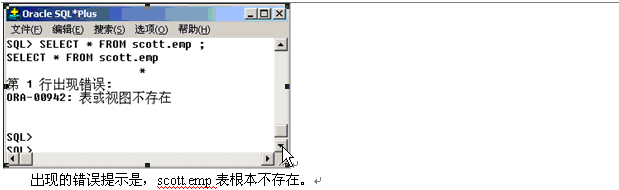 Oracle SQL*Plus
文件(F) 编辑(E) 搜索(S) 选项(O) 帮助(H)
SQL> SELECT * FROM scott.emp ;
SELECT * FROM scott.emp
*
第 1 行出现错误:
ORA-00942: 表或视图不存在
SQL>
SQL>
出现的错误提示是，scott.emp 表根本不存在。